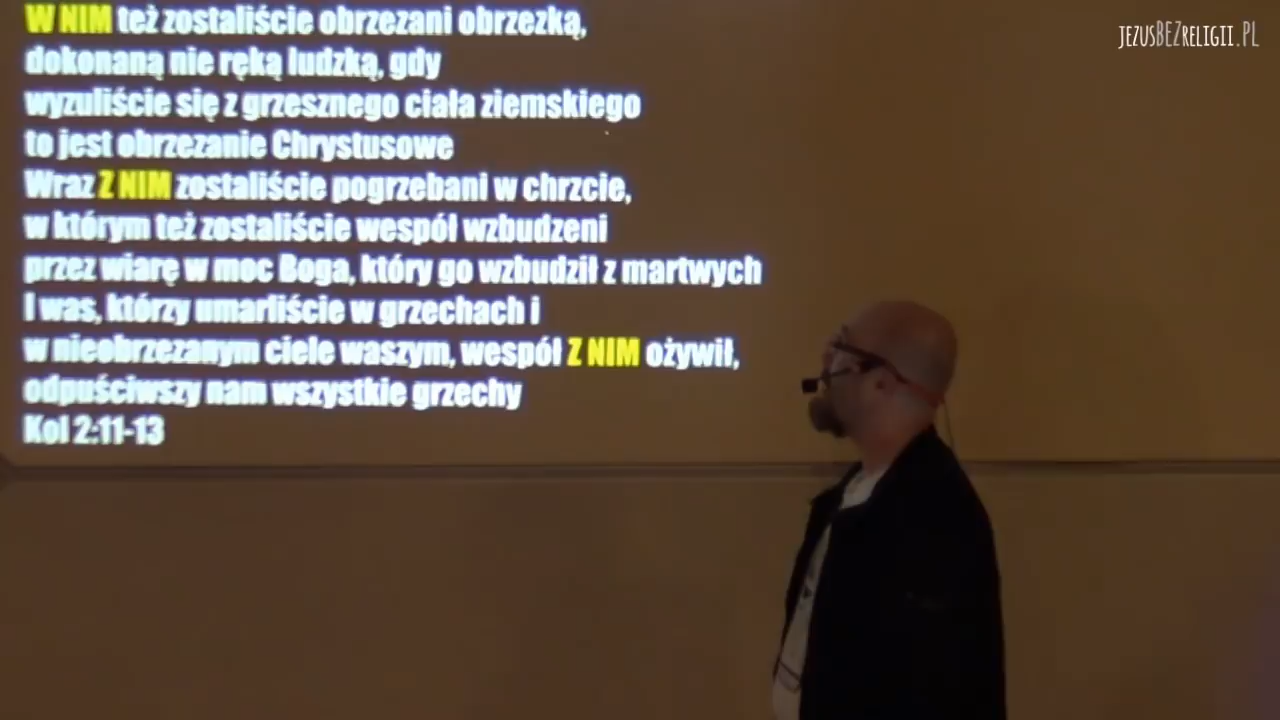 W NIM też zostaliście obrzezani obrzezką,
dokonaną nie ręką ludzką, gdy
wyzuliście się z grzesznego ciała ziemskiego
to jest obrzezanie Chrystusowe
Wraz Z NIM zostaliście pogrzebani w chrzcie,
w którym też zostaliście wespół wzbudzeni
przez wiarę w moc Boga, który go wzbudził z martwych
I was, którzy umarliście w grzechach i
w nieobrzezanym ciele waszym, wespół Z NIM ożywił,
odpuściwszy nam wszystkie grzechy
Kol 2:11-13
JEZUSBEZRELIGII.PL